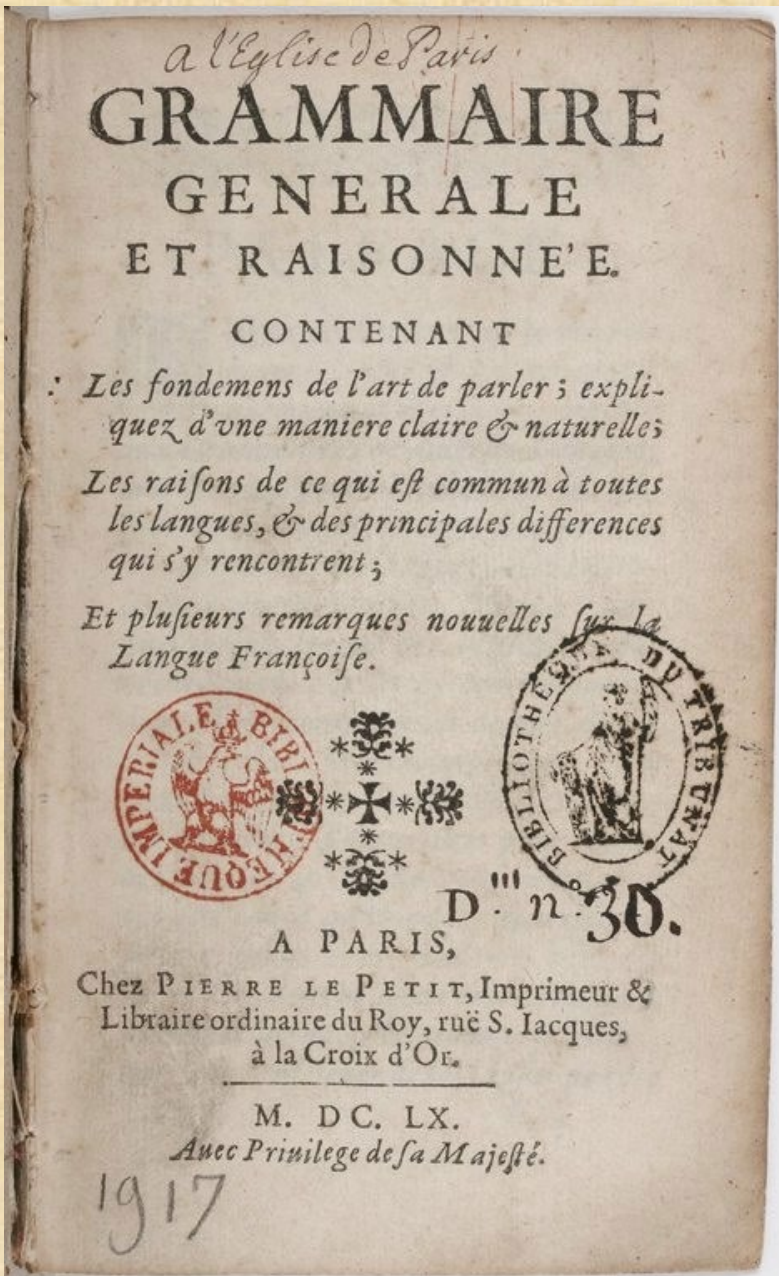 a l'Eglise de Paris
GRAMMAIRE
GENERALE
ET RAISONNE'E.
CONTENANT
Les fondemens de l'art de parler ; expli-
quez d'vne maniere claire & naturelle ;
Les raiſons de ce qui eſt commun à toutes
les langues, & des principales differences
qui s'y rencontrent ;
Et pluſieurs remarques nouuelles ſur la
Langue Françoiſe.
BIBLIOTHEQUE IMPERIALE
BIBLIOTHEQUE DU TRIBUNAT
D.''' n. 30.
A PARIS,
Chez PIERRE LE PETIT, Imprimeur &
Libraire ordinaire du Roy, ruë S. Iacques,
à la Croix d'Or.
M. DC. LX.
Auec Priuilege de ſa Majeſté.
1917